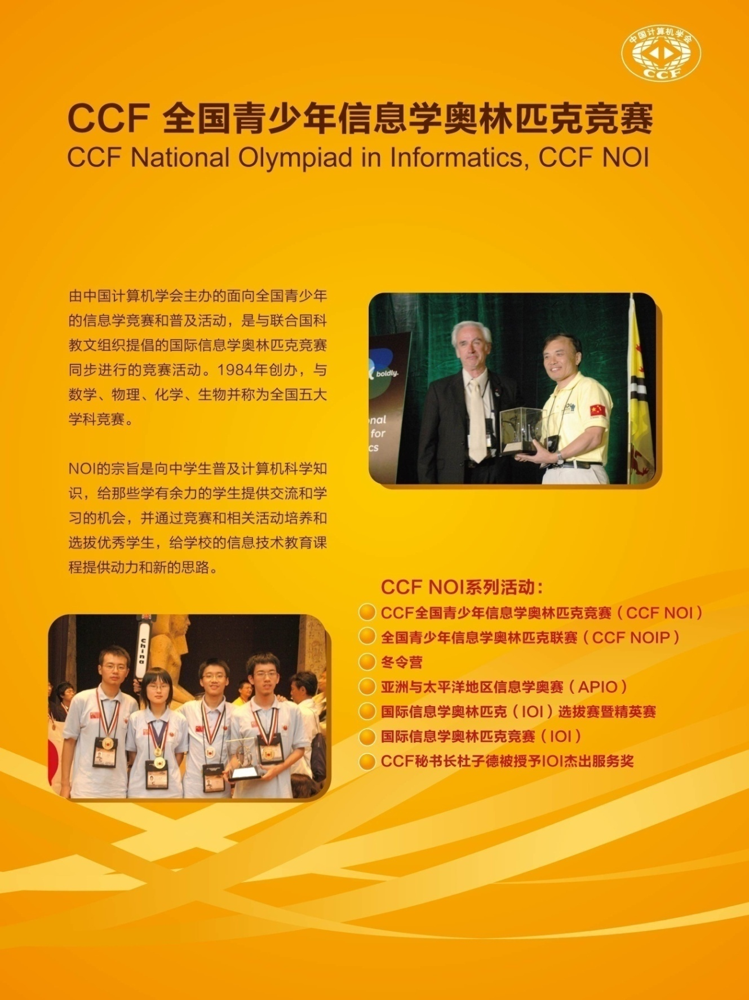 中国计算机学会
CCF
CCF 全国青少年信息学奥林匹克竞赛
CCF National Olympiad in Informatics, CCF NOI
由中国计算机学会主办的面向全国青少年
的信息学竞赛和普及活动，是与联合国科
教文组织提倡的国际信息学奥林匹克竞赛
同步进行的竞赛活动。1984年创办，与
数学、物理、化学、生物并称为全国五大
学科竞赛。
NOI的宗旨是向中学生普及计算机科学知
识，给那些学有余力的学生提供交流和学
习的机会，并通过竞赛和相关活动培养和
选拔优秀学生，给学校的信息技术教育课
程提供动力和新的思路。
boldly.
onal
for
cs
China
CCF NOI系列活动：
CCF全国青少年信息学奥林匹克竞赛（CCF NOI）
全国青少年信息学奥林匹克联赛（CCF NOIP）
冬令营
亚洲与太平洋地区信息学奥赛（APIO）
国际信息学奥林匹克（IOI）选拔赛暨精英赛
国际信息学奥林匹克竞赛（IOI）
CCF秘书长杜子德被授予IOI杰出服务奖